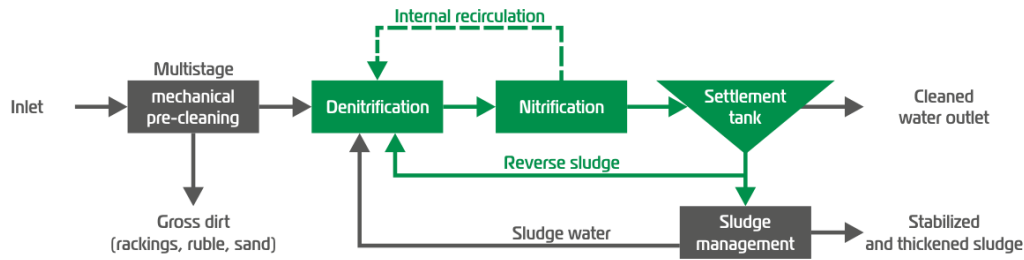 Internal recirculation
Multistage
mechanical
pre-cleaning
Inlet
Denitrification
Nitrification
Settlement
tank
Cleaned
water outlet
Reverse sludge
Gross dirt
(rackings, ruble, sand)
Sludge water
Sludge
management
Stabilized
and thickened sludge